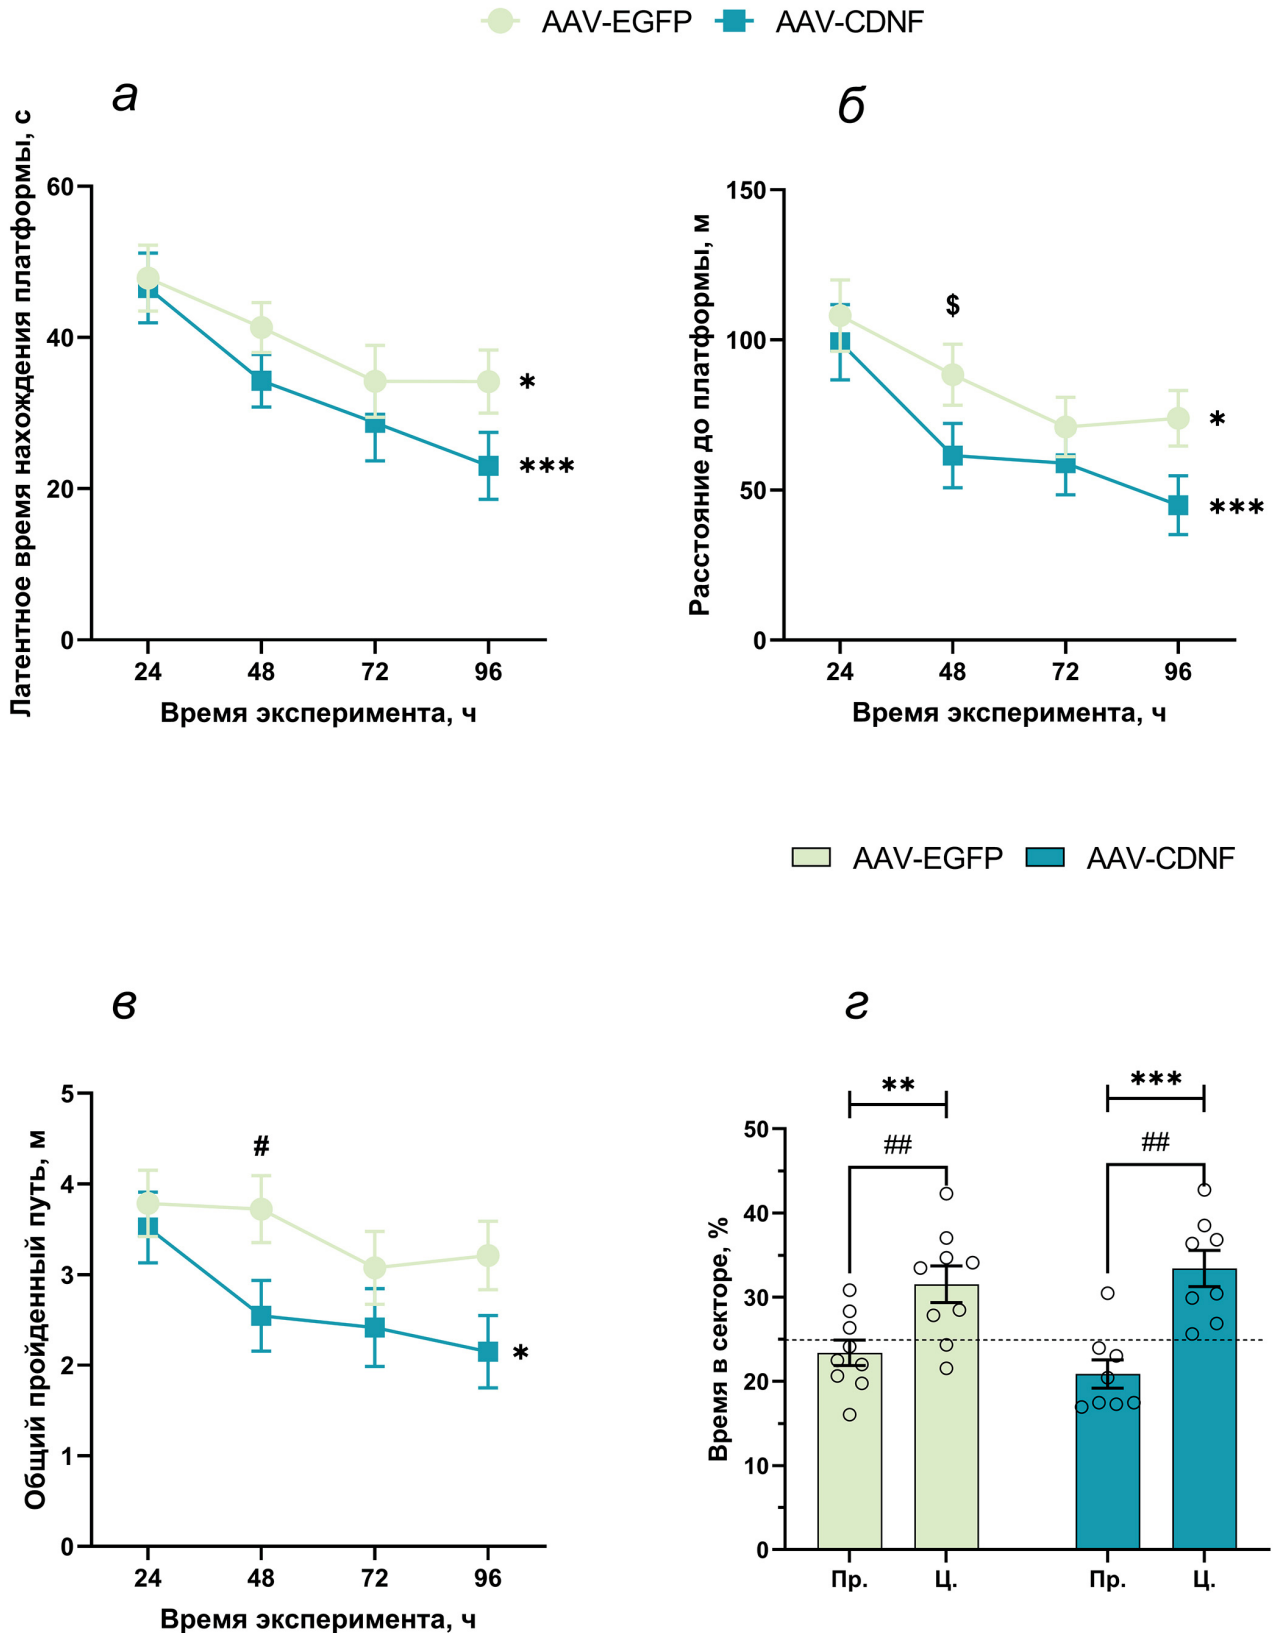 AAV-EGFP AAV-CDNF
а
Латентное время нахождения платформы, с
60
40
20
0
*
***
24 48 72 96
Время эксперимента, ч
б
Расстояние до платформы, м
150
100
50
0
$
*
***
24 48 72 96
Время эксперимента, ч
AAV-EGFP AAV-CDNF
в
Общий пройденный путь, м
5
4
3
2
1
0
#
*
24 48 72 96
Время эксперимента, ч
г
Время в секторе, %
50
40
30
20
10
0
** ***
## ##
Пр. Ц. Пр. Ц.